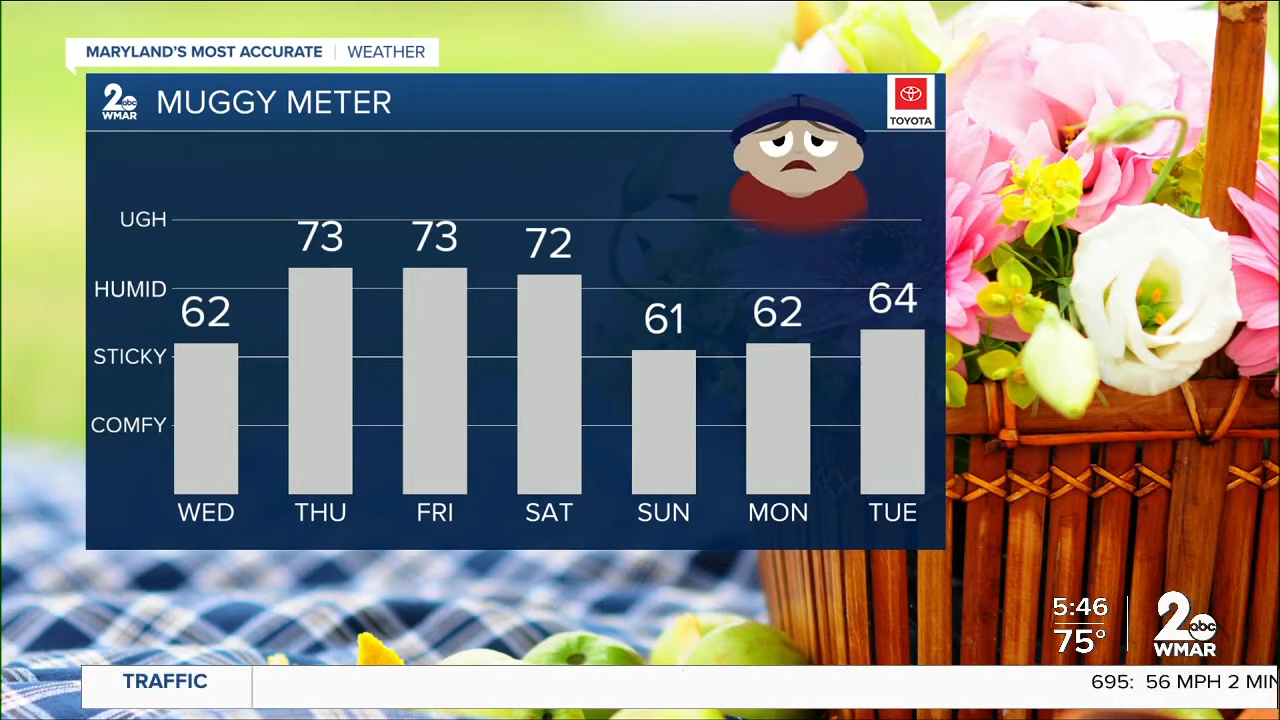 MARYLAND'S MOST ACCURATE | WEATHER
2 abc WMAR
MUGGY METER
TOYOTA
UGH
HUMID
STICKY
COMFY
62 73 73 72 61 62 64
WED THU FRI SAT SUN MON TUE
5:46
75°
2 abc
WMAR
TRAFFIC
695: 56 MPH 2 MIN